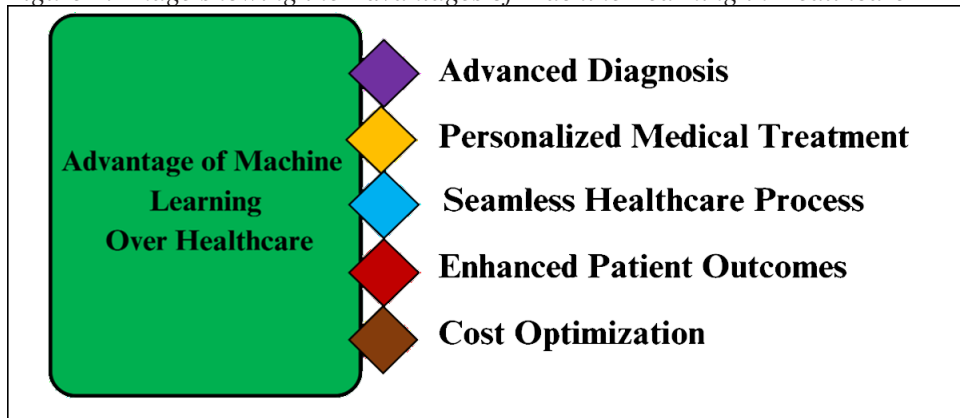 Advantage of Machine
Learning
Over Healthcare
Advanced Diagnosis
Personalized Medical Treatment
Seamless Healthcare Process
Enhanced Patient Outcomes
Cost Optimization